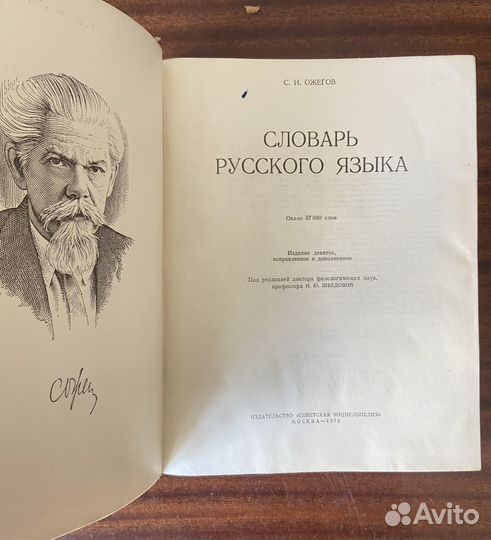 С. И. ОЖЕГОВ
СЛОВАРЬ
РУССКОГО ЯЗЫКА
Около 57 000 слов
Издание девятое,
исправленное и дополненное
Под редакцией доктора филологических наук,
профессора Н. Ю. ШВЕДОВОЙ
ИЗДАТЕЛЬСТВО «СОВЕТСКАЯ ЭНЦИКЛОПЕДИЯ»
МОСКВА—1972
Avito